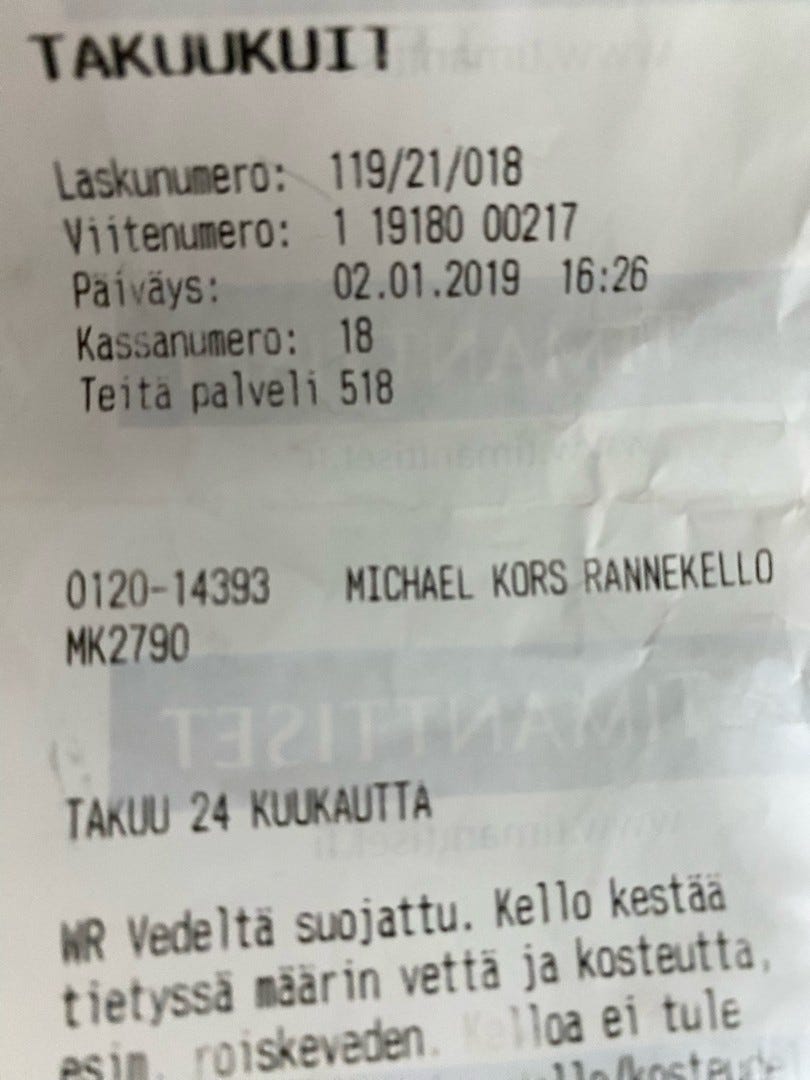 TAKUUKUIT
Laskunumero: 119/21/018
Viitenumero: 1 19180 00217
Päiväys: 02.01.2019 16:26
Kassanumero: 18
Teitä palveli 518
0120-14393 MICHAEL KORS RANNEKELLO
MK2790
TIMANTTISET
TAKUU 24 KUUKAUTTA
WR Vedeltä suojattu. Kello kestää
tietyssä määrin vettä ja kosteutta,
esim. roiskeveden. ei tule